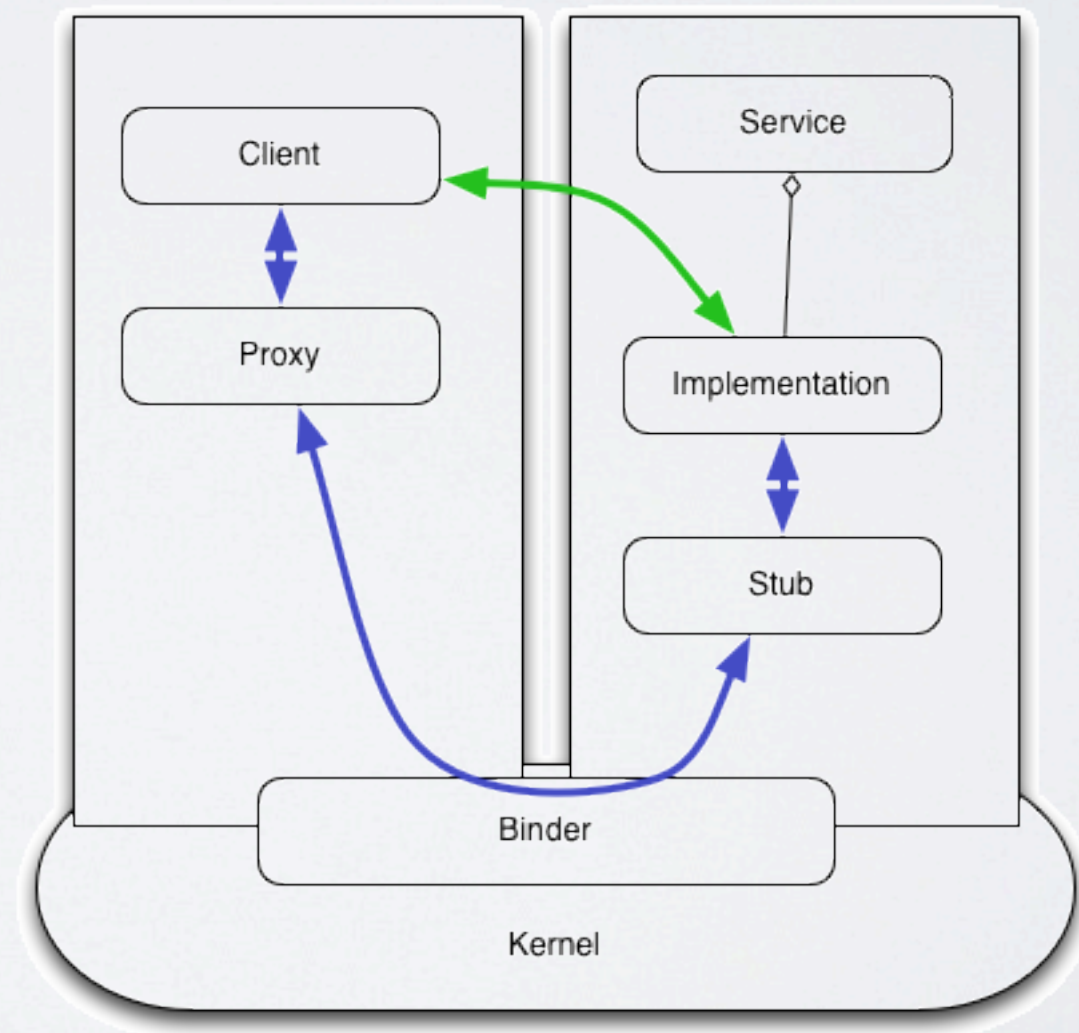 Client
Service
Proxy
Implementation
Stub
Binder
Kernel